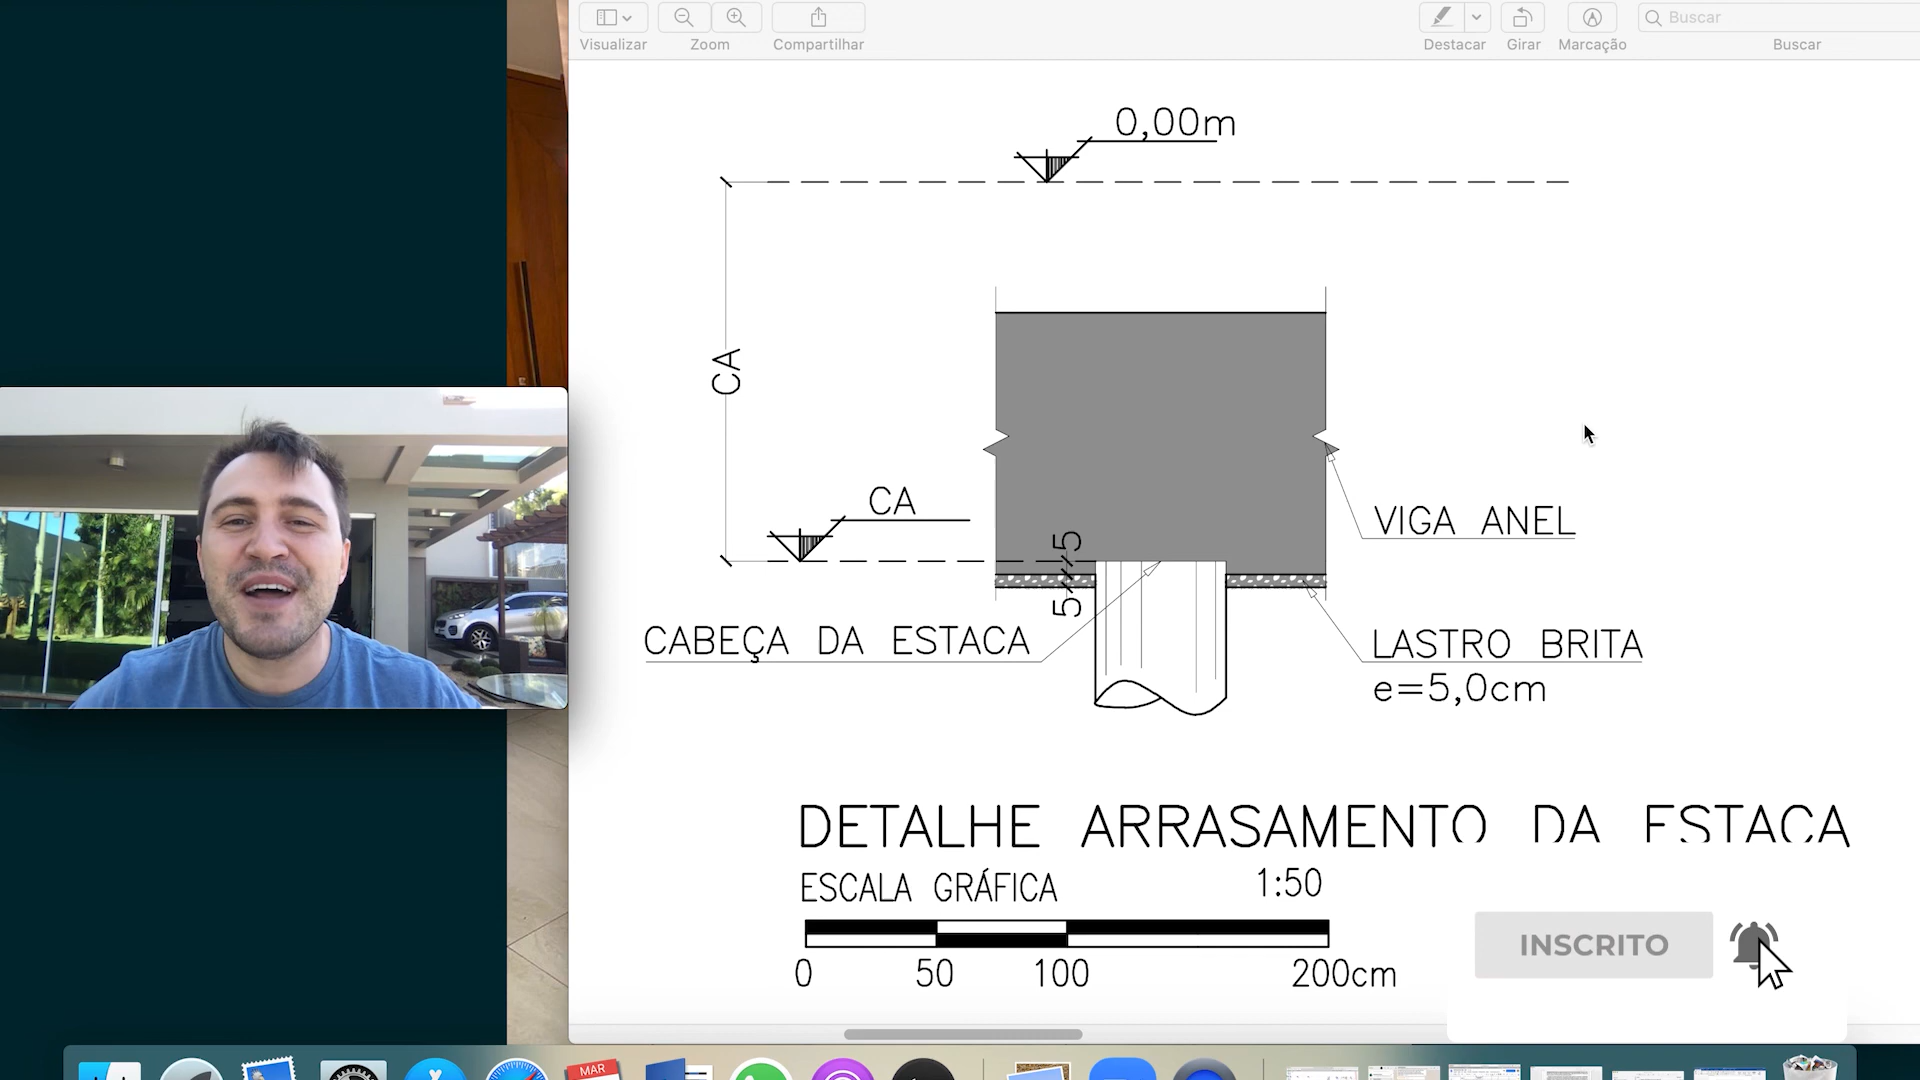 Visualizar
Zoom
Compartilhar
Destacar
Girar
Marcação
Buscar
Buscar
0,00m
CA
CA
5
5
VIGA ANEL
CABEÇA DA ESTACA
LASTRO BRITA
e=5,0cm
DETALHE ARRASAMENTO DA ESTACA
ESCALA GRÁFICA 1:50
0 50 100 200cm
INSCRITO
MAR